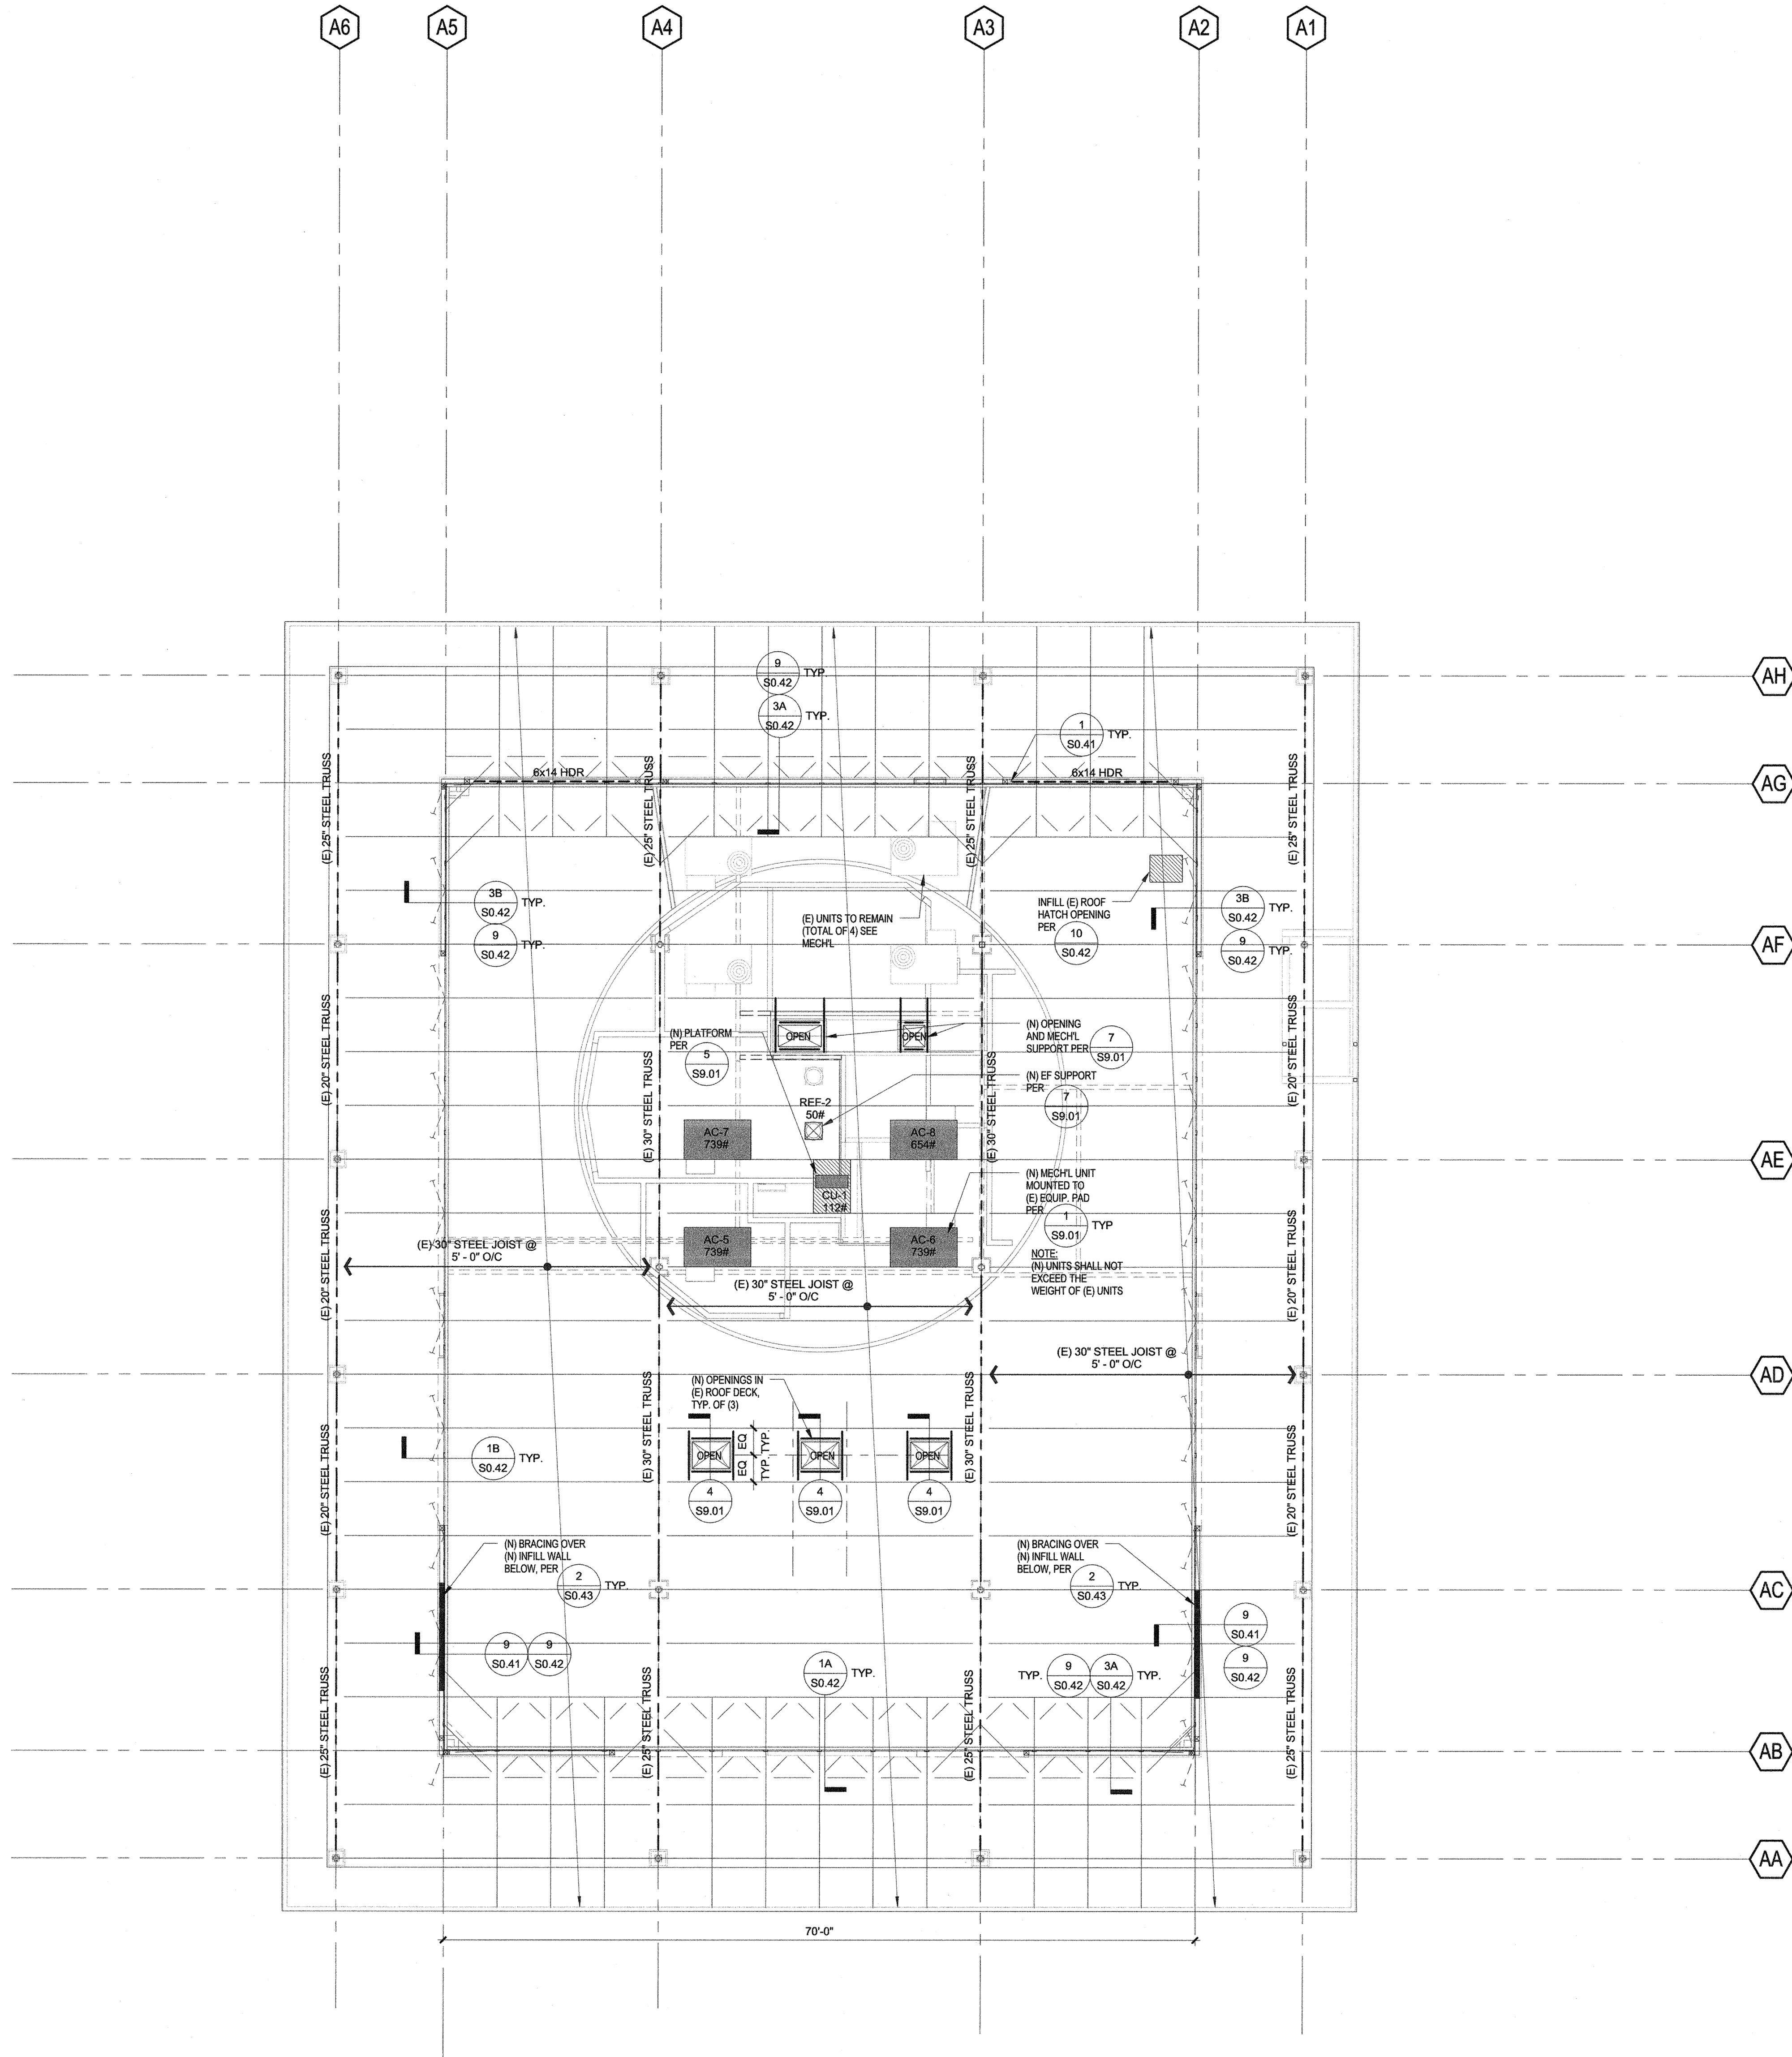 A6
A5
A4
A3
A2
A1
AH
9
S0.42
TYP.
3A
S0.42
TYP.
1
S0.41
TYP.
6x14 HDR
6x14 HDR
AG
(E) 25" STEEL TRUSS
(E) 25" STEEL TRUSS
(E) 25" STEEL TRUSS
(E) 25" STEEL TRUSS
3B
S0.42
TYP.
9
S0.42
TYP.
(E) UNITS TO REMAIN
(TOTAL OF 4) SEE
MECH'L
INFILL (E) ROOF
HATCH OPENING
PER
10
S0.42
3B
S0.42
TYP.
9
S0.42
TYP.
AF
(E) 20" STEEL TRUSS
(E) 30" STEEL TRUSS
(E) 30" STEEL TRUSS
(E) 20" STEEL TRUSS
(N) PLATFORM
PER
5
S9.01
OPEN
OPEN
(N) OPENING
AND MECH'L
SUPPORT PER
7
S9.01
(N) EF SUPPORT
PER
7
S9.01
REF-2
50#
AC-7
739#
AC-8
654#
AE
CU-1
112#
(N) MECH'L UNIT
MOUNTED TO
(E) EQUIP. PAD
PER
1
S9.01
TYP
NOTE:
(N) UNITS SHALL NOT
EXCEED THE
WEIGHT OF (E) UNITS
AC-5
739#
AC-6
739#
(E) 20" STEEL TRUSS
(E) 20" STEEL TRUSS
(E) 30" STEEL JOIST @
5' - 0" O/C
(E) 30" STEEL JOIST @
5' - 0" O/C
(E) 30" STEEL JOIST @
5' - 0" O/C
AD
(N) OPENINGS IN
(E) ROOF DECK,
TYP. OF (3)
(E) 20" STEEL TRUSS
(E) 30" STEEL TRUSS
(E) 30" STEEL TRUSS
(E) 20" STEEL TRUSS
1B
S0.42
TYP.
OPEN
EQ
TYP.
EQ
TYP.
OPEN
OPEN
4
S9.01
4
S9.01
4
S9.01
(N) BRACING OVER
(N) INFILL WALL
BELOW, PER
2
S0.43
TYP.
(N) BRACING OVER
(N) INFILL WALL
BELOW, PER
2
S0.43
TYP.
AC
9
S0.41
9
S0.42
1A
S0.42
TYP.
TYP.
9
S0.42
3A
S0.42
TYP.
9
S0.41
9
S0.42
(E) 25" STEEL TRUSS
(E) 25" STEEL TRUSS
(E) 25" STEEL TRUSS
(E) 25" STEEL TRUSS
AB
AA
70'-0"